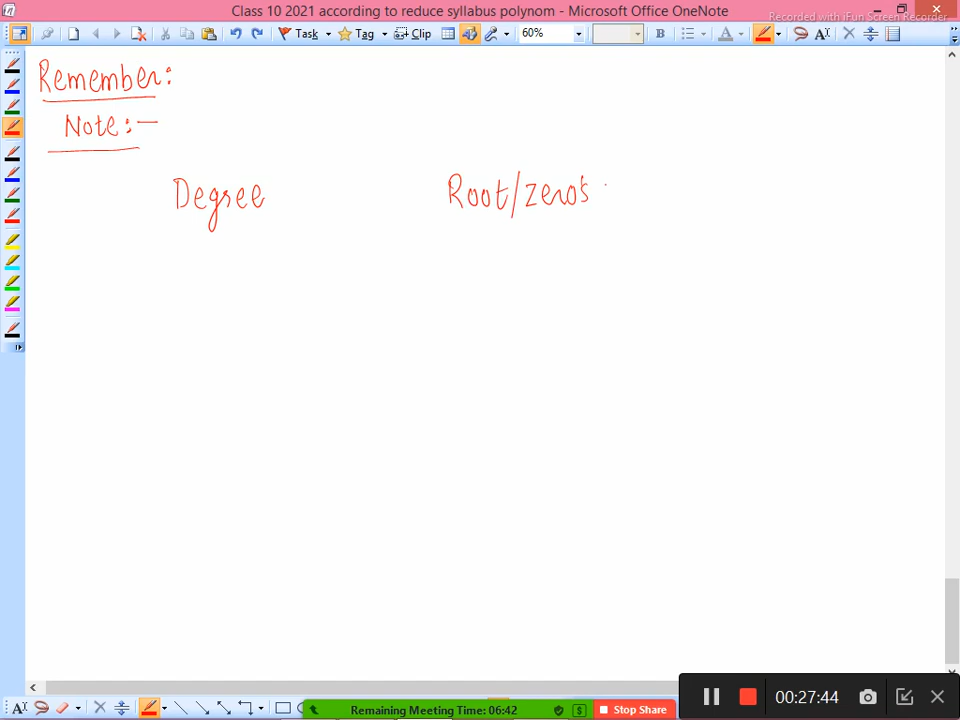 Class 10 2021 according to reduce syllabus polynom - Microsoft Office OneNote
Recorded with iFun Screen Recorder
Task Tag Clip 60% B A A
Remember:
Note:-
Degree Root/zero's
A Remaining Meeting Time: 06:42 Stop Share 00:27:44